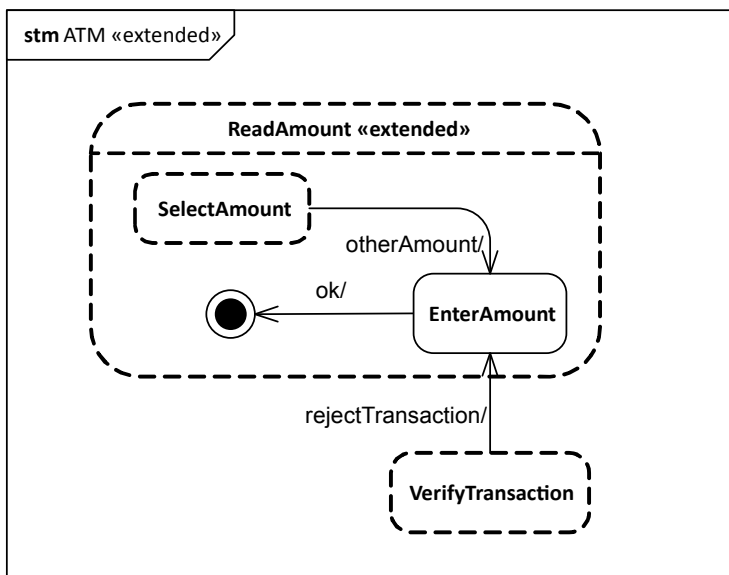 stm ATM «extended»
ReadAmount «extended»
SelectAmount
otherAmount/
ok/
EnterAmount
rejectTransaction/
VerifyTransaction